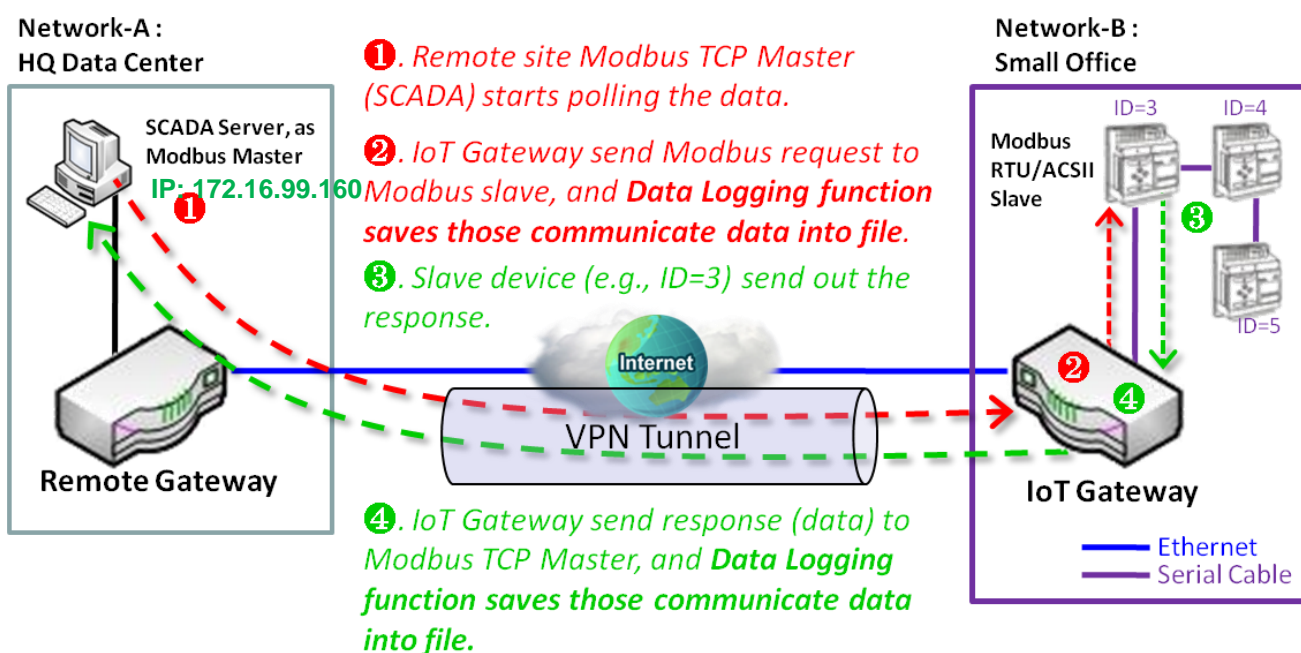 Network-A :
HQ Data Center
SCADA Server, as
Modbus Master
IP: 172.16.99.160
❶
Remote Gateway
❶. Remote site Modbus TCP Master
(SCADA) starts polling the data.
❷. IoT Gateway send Modbus request to
Modbus slave, and Data Logging function
saves those communicate data into file.
❸. Slave device (e.g., ID=3) send out the
response.
Internet
VPN Tunnel
❹. IoT Gateway send response (data) to
Modbus TCP Master, and Data Logging
function saves those communicate data
into file.
Network-B :
Small Office
ID=3
ID=4
Modbus
RTU/ACSII
Slave
❸
ID=5
❷
❹
IoT Gateway
Ethernet
Serial Cable